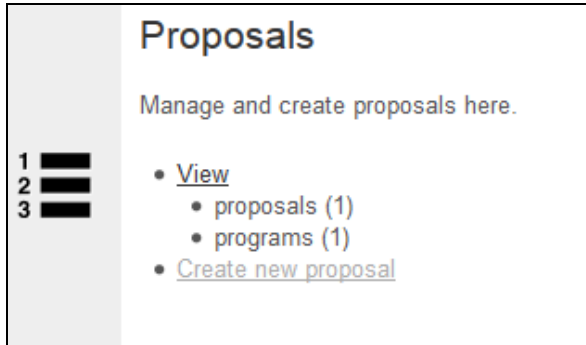 Proposals
Manage and create proposals here.
1
2
3
• View
• proposals (1)
• programs (1)
• Create new proposal